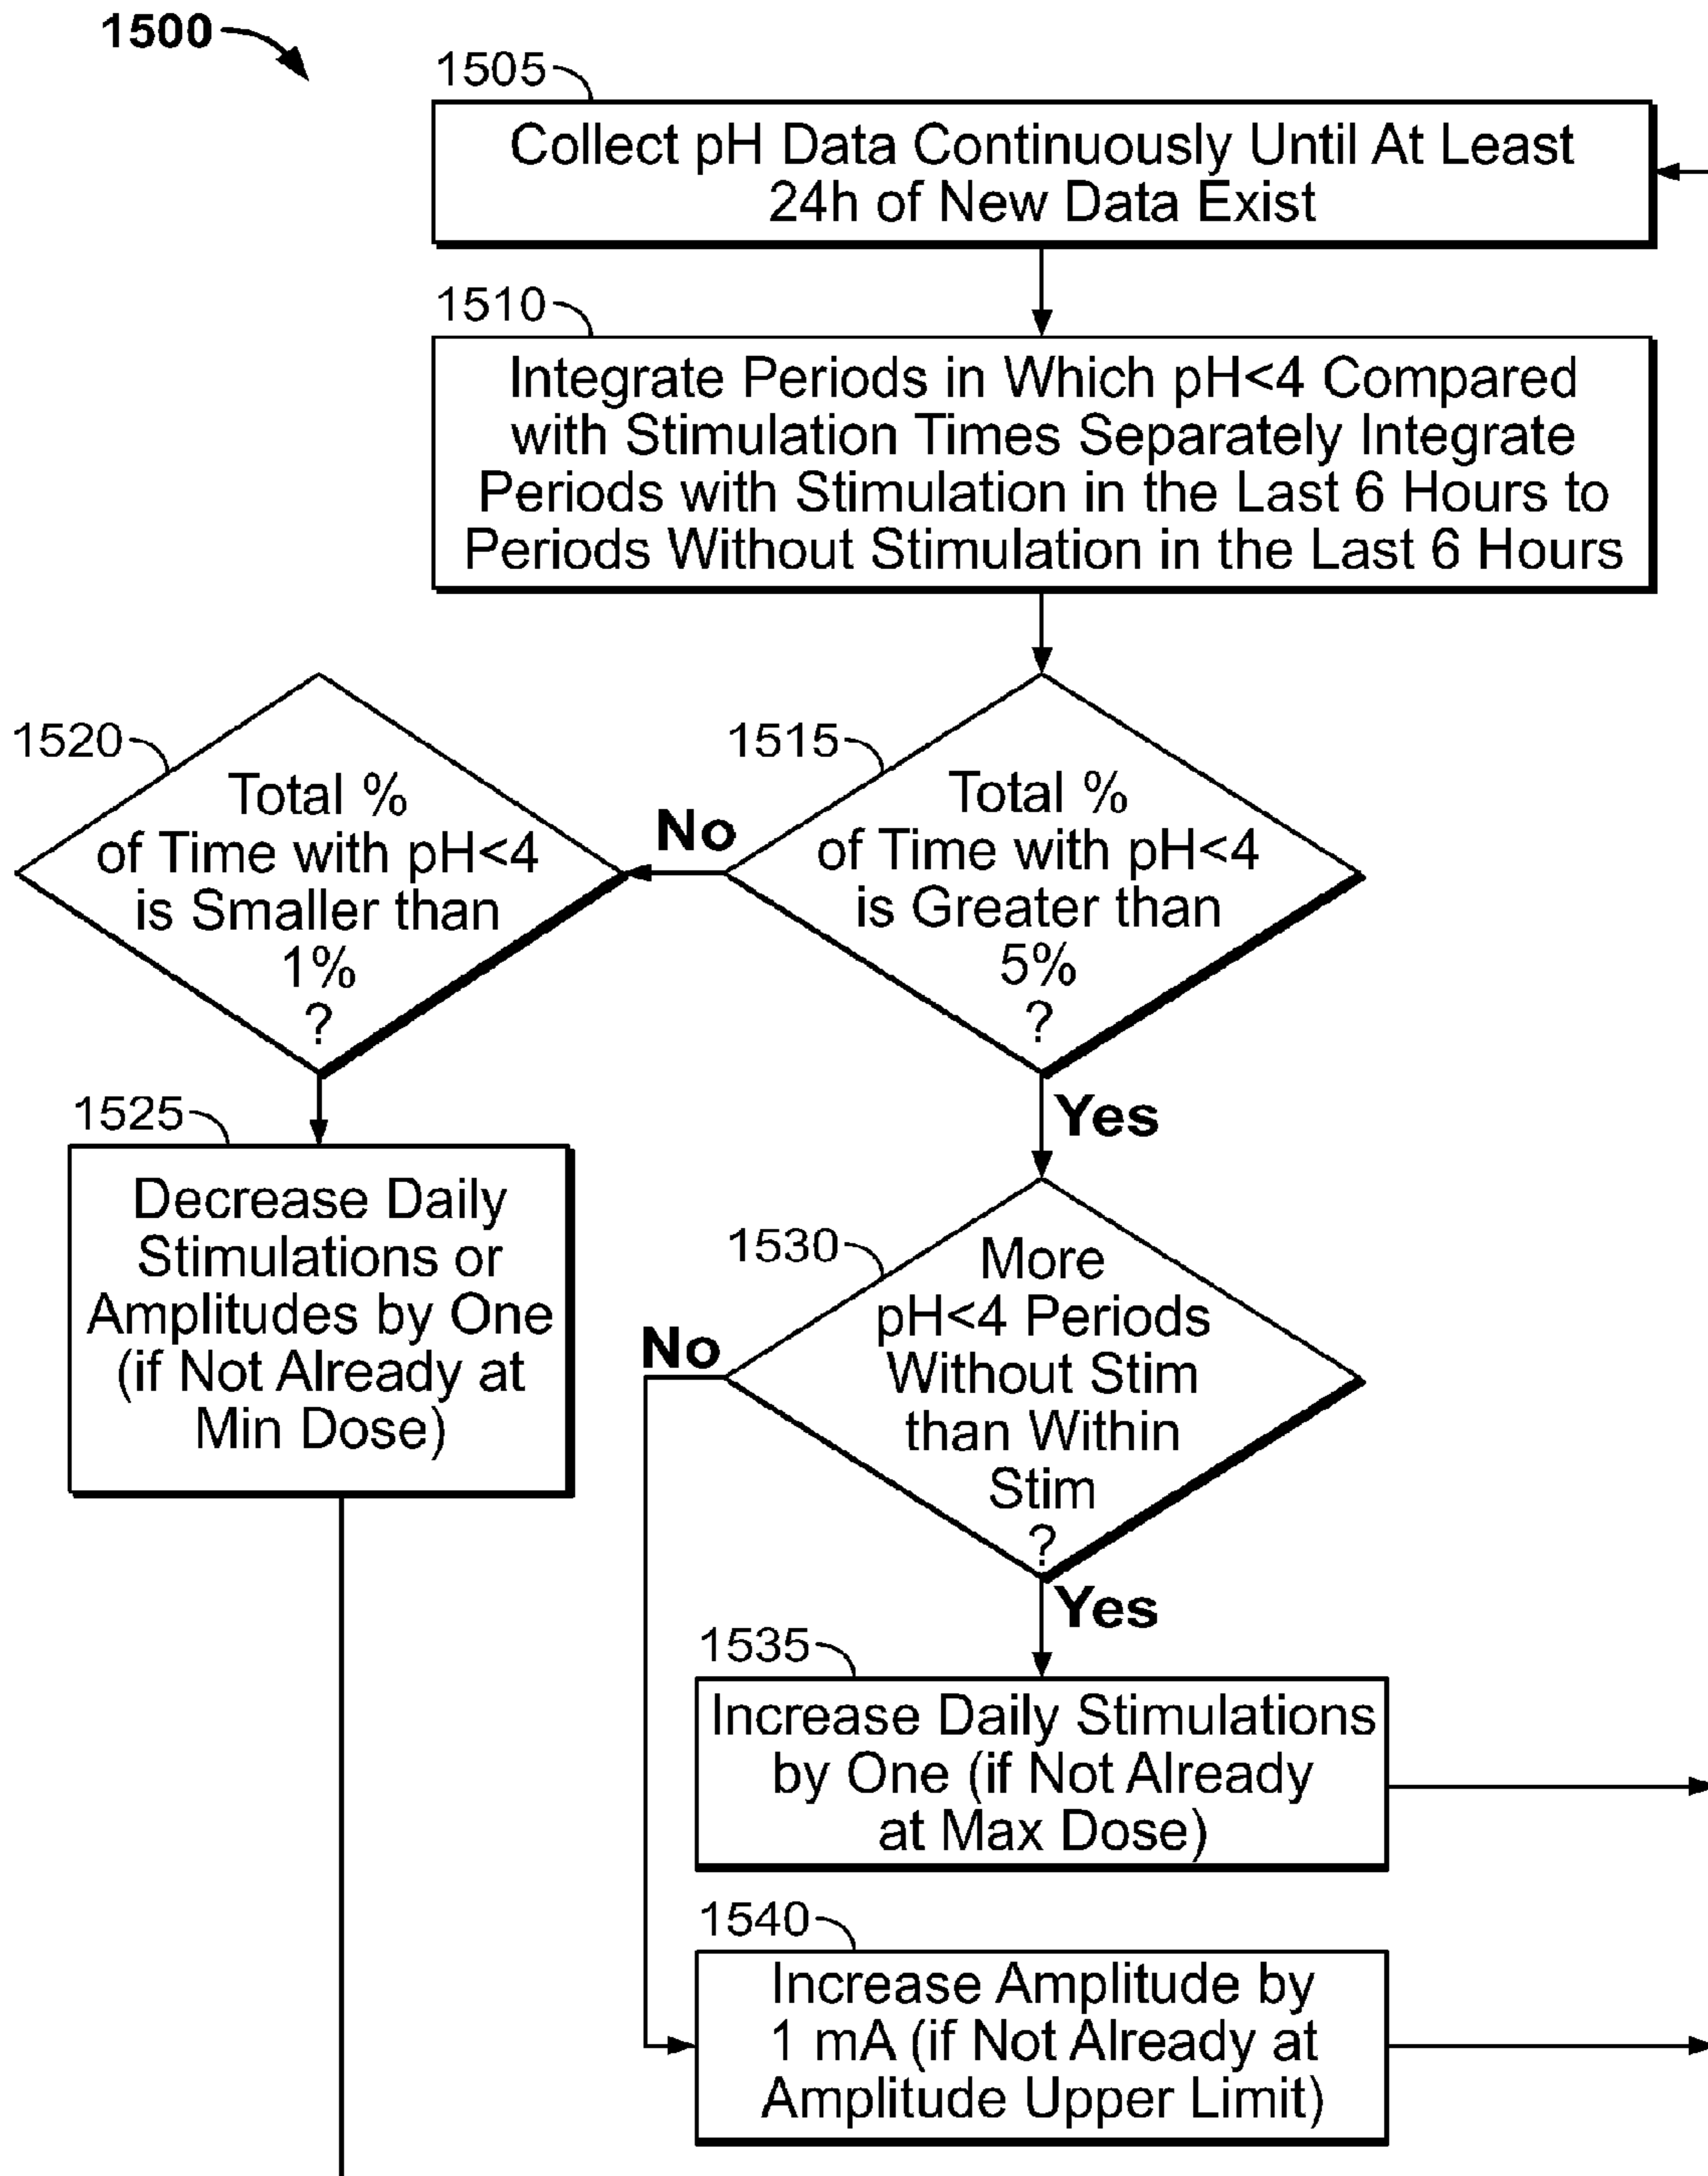 1500
1505
Collect pH Data Continuously Until At Least
24h of New Data Exist
1510
Integrate Periods in Which pH<4 Compared
with Stimulation Times Separately Integrate
Periods with Stimulation in the Last 6 Hours to
Periods Without Stimulation in the Last 6 Hours
1520
Total %
of Time with pH<4
is Smaller than
1%
?
No
1515
Total %
of Time with pH<4
is Greater than
5%
?
1525
Decrease Daily
Stimulations or
Amplitudes by One
(if Not Already at
Min Dose)
Yes
1530
More
pH<4 Periods
Without Stim
than Within
Stim
?
No
Yes
1535
Increase Daily Stimulations
by One (if Not Already
at Max Dose)
1540
Increase Amplitude by
1 mA (if Not Already at
Amplitude Upper Limit)